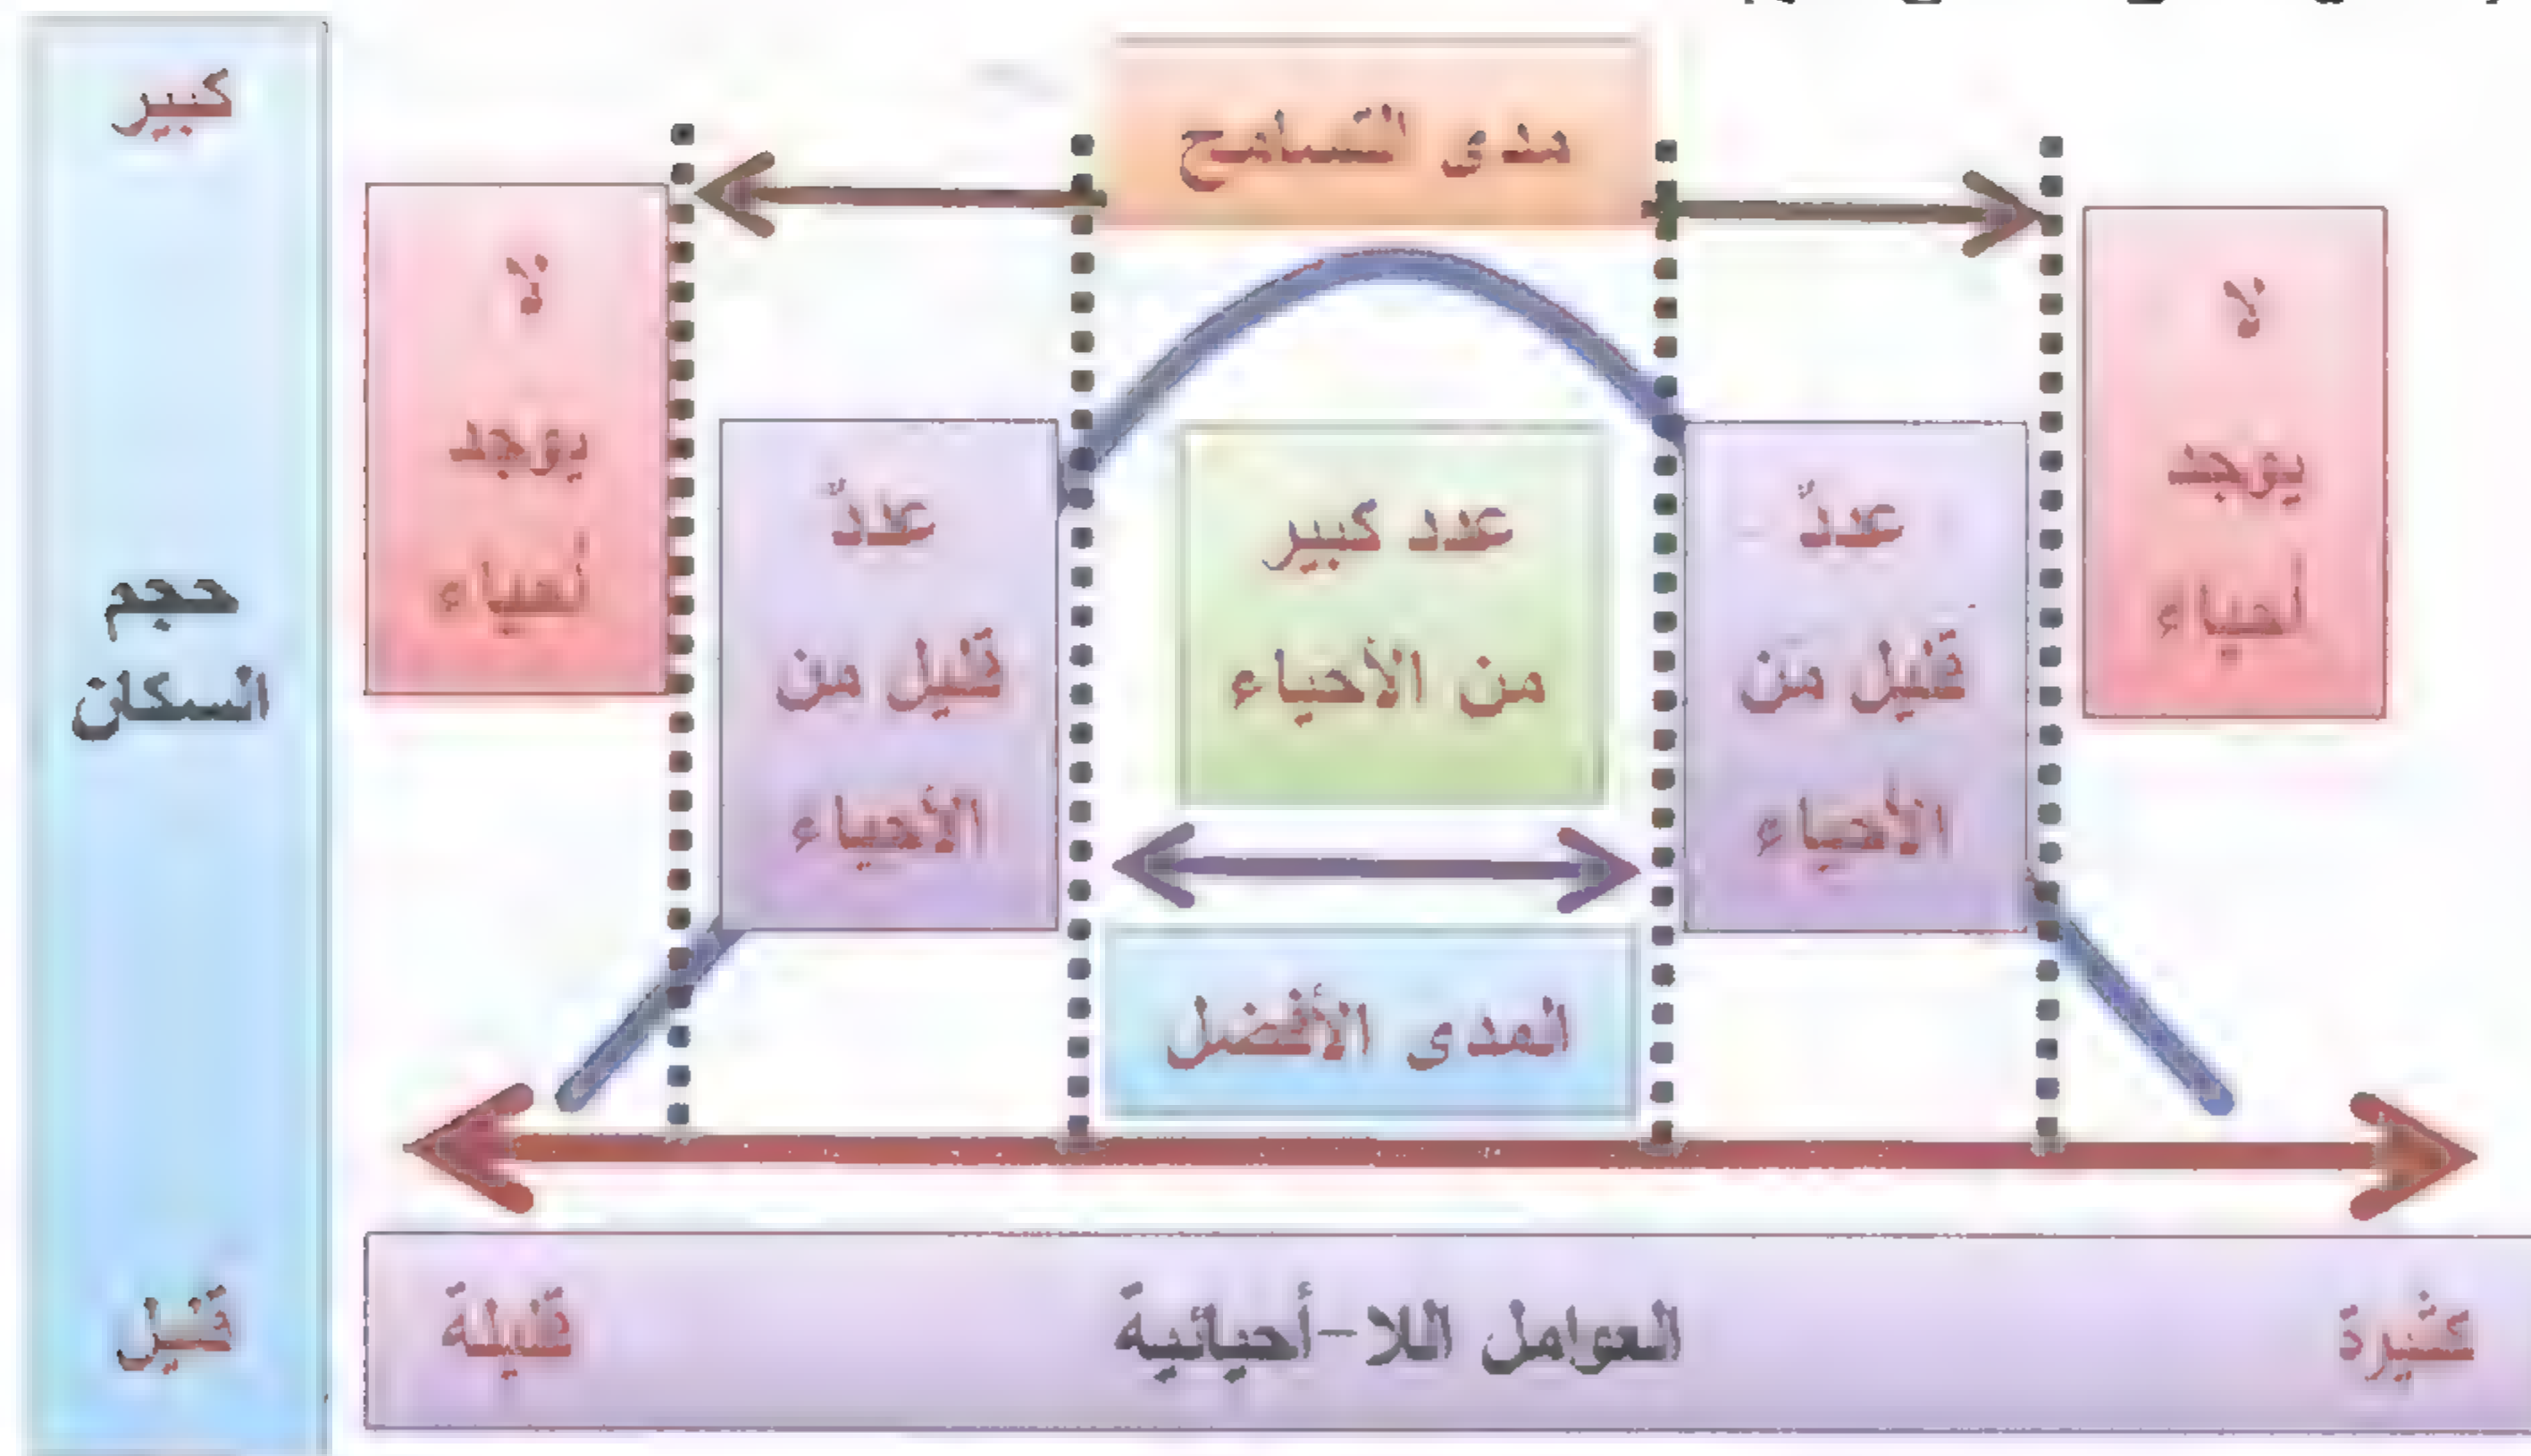 مدى التسامح
كبير
حجم
السكان
قليل
لا
يوجد
أحياء
عددٌ
قليل من
الأحياء
عدد كبير
من الأحياء
عددٌ
قليل من
الأحياء
لا
يوجد
أحياء
المدى الأفضل
قليلة
العوامل اللا-أحيائية
كثيرة